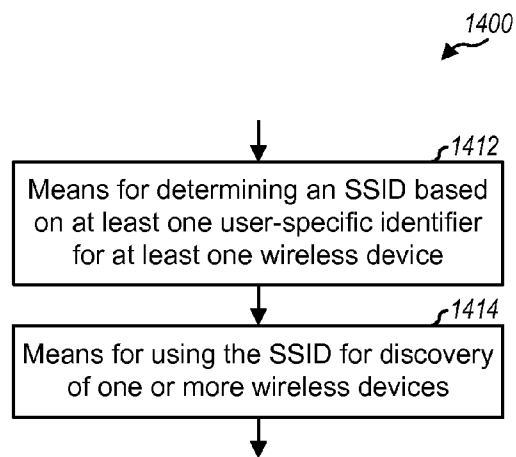 1400
1412
Means for determining an SSID based
on at least one user-specific identifier
for at least one wireless device
1414
Means for using the SSID for discovery
of one or more wireless devices